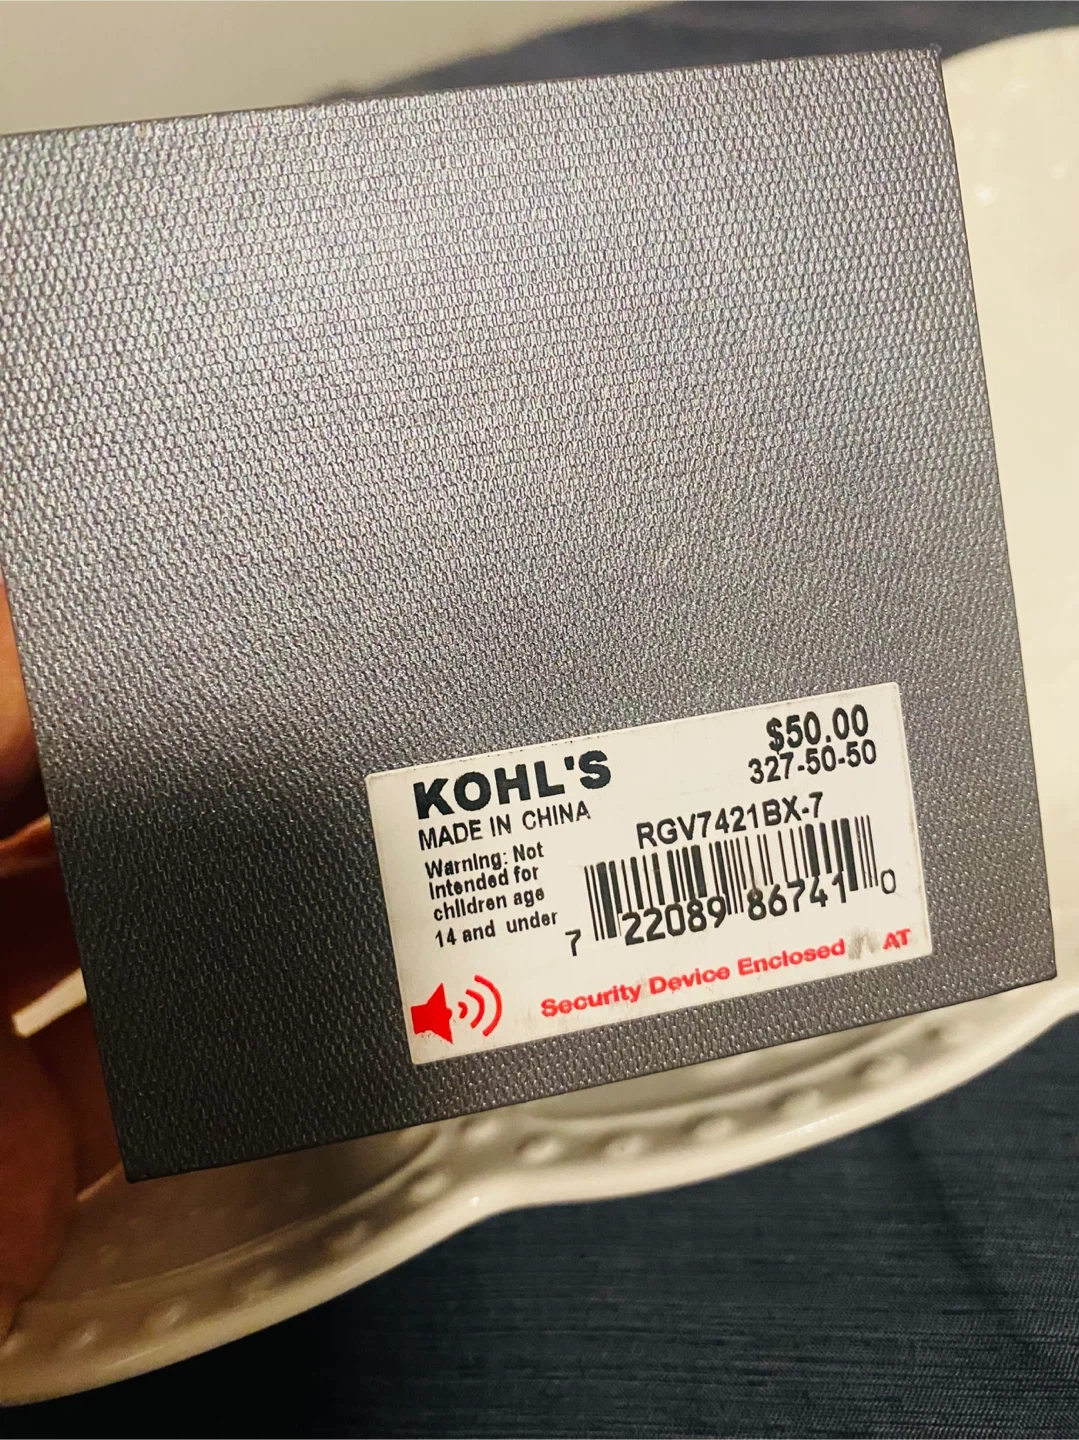 KOHL'S
MADE IN CHINA
$50.00
327-50-50
Warning: Not
Intended for
children age
14 and under
RGV7421BX-7
7 22089 86741 0
Security Device Enclosed
AT